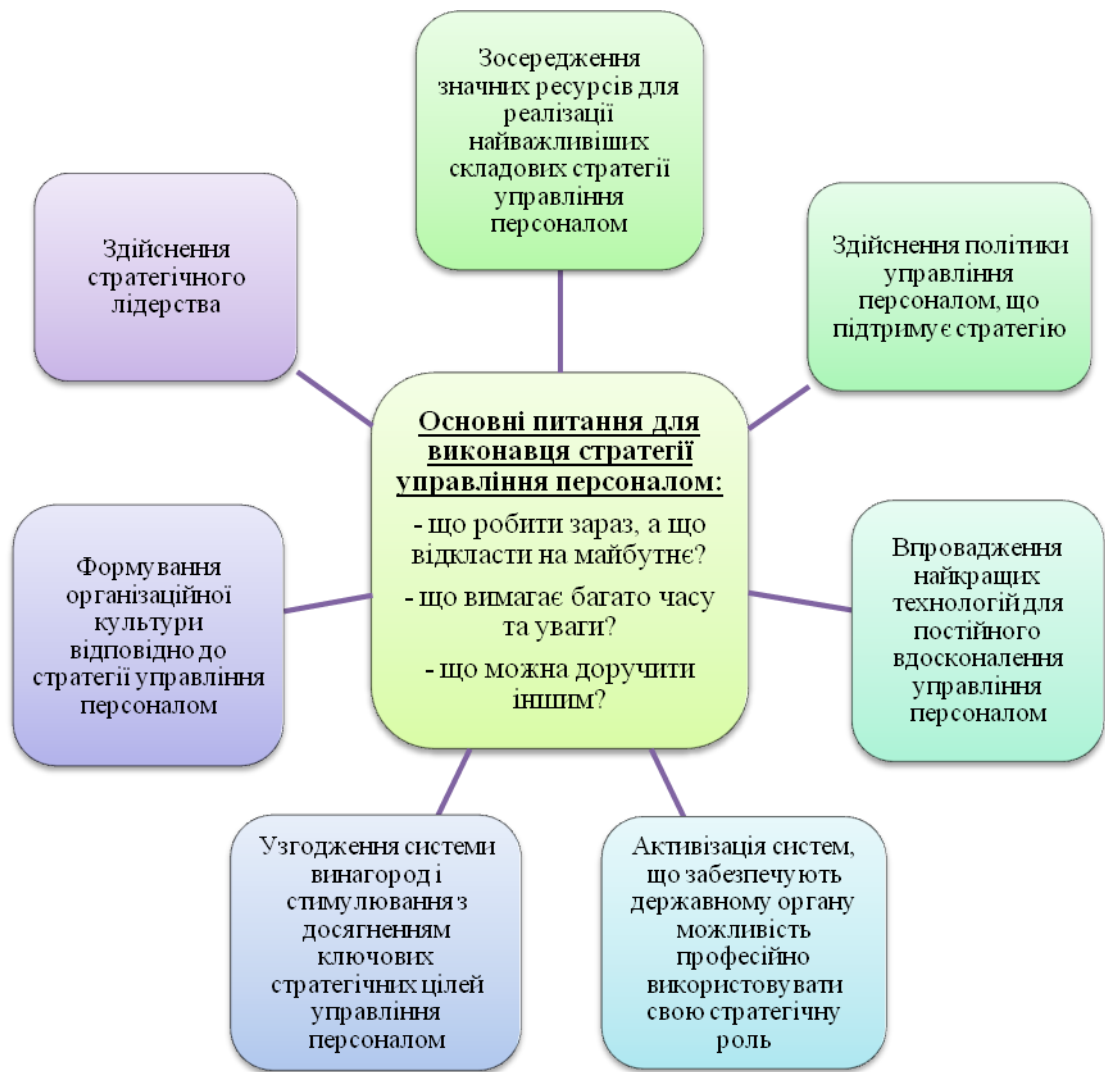 Зосередження
значних ресурсів для
реалізації
найважливіших
складових стратегії
управління
персоналом
Здійснення
стратегічного
лідерства
Здійснення політики
управління
персоналом, що
підтримує стратегію
Основні питання для
виконавця стратегії
управління персоналом:
- що робити зараз, а що
відкласти на майбутнє?
- що вимагає багато часу
та уваги?
- що можна доручити
іншим?
Формування
організаційної
культури
відповідно до
стратегії управління
персоналом
Впровадження
найкращих
технологій для
постійного
вдосконалення
управління
персоналом
Узгодження системи
винагород і
стимулювання з
досягненням
ключових
стратегічних цілей
управління
персоналом
Активізація систем,
що забезпечують
державному органу
можливість
професійно
використовувати
свою стратегічну
роль